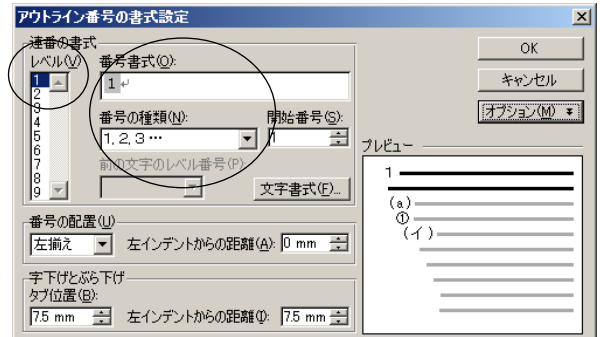 アウトライン番号の書式設定
連番の書式
レベル(V)
番号書式(O):
OK
1
1
キャンセル
2
3
番号の種類(N):
開始番号(S):
オプション(M)
4
5
1, 2, 3 …
1
プレビュー
6
前の文字のレベル番号(P)
7
8
9
文字書式(F)...
1
(a)
①
(イ)
番号の配置(U)
左揃え
左インデントからの距離(A):
0 mm
字下げとぶら下げ
タブ位置(B):
7.5 mm
左インデントからの距離(I):
7.5 mm